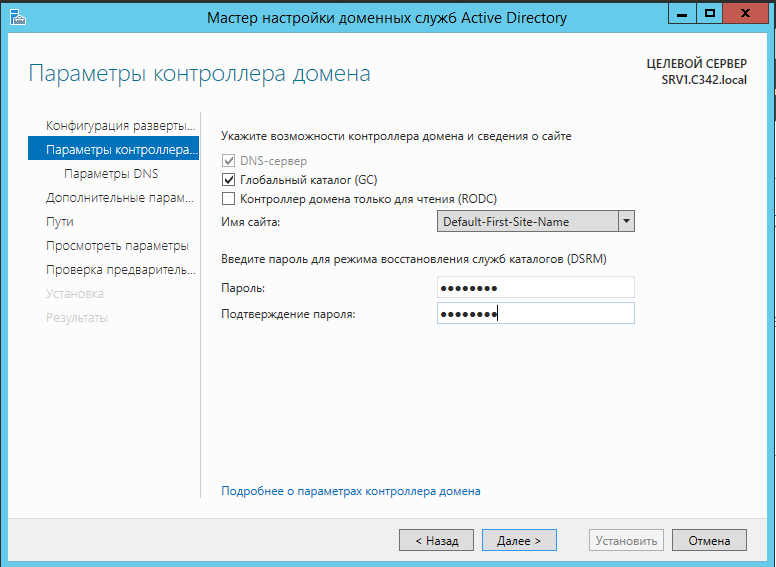 Мастер настройки доменных служб Active Directory
Параметры контроллера домена
ЦЕЛЕВОЙ СЕРВЕР
SRV1.C342.local
Конфигурация разверты...
Параметры контроллера...
Параметры DNS
Дополнительные парам...
Пути
Просмотреть параметры
Проверка предваритель...
Установка
Результаты
Укажите возможности контроллера домена и сведения о сайте
DNS-сервер
Глобальный каталог (GC)
Контроллер домена только для чтения (RODC)
Имя сайта: Default-First-Site-Name
Введите пароль для режима восстановления служб каталогов (DSRM)
Пароль: ●●●●●●●●
Подтверждение пароля: ●●●●●●●●
Подробнее о параметрах контроллера домена
< Назад Далее > Установить Отмена